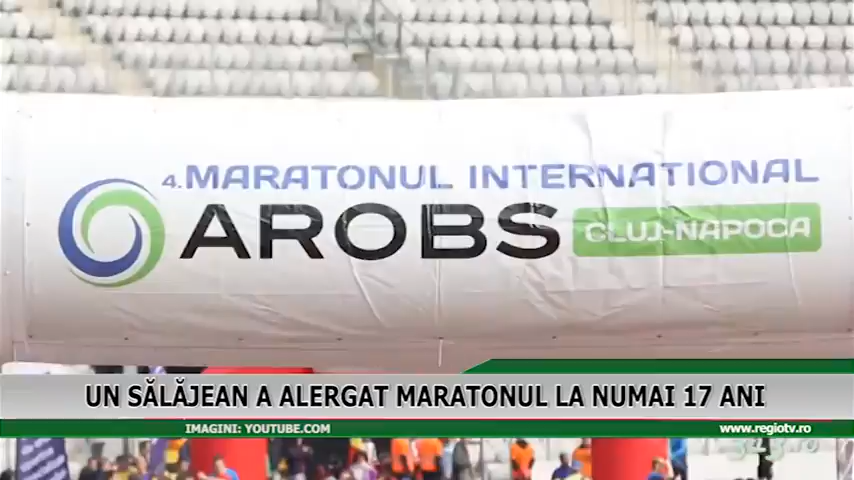 4. MARATONUL INTERNATIONAL
AROBS CLUJ-NAPOCA
UN SĂLĂJEAN A ALERGAT MARATONUL LA NUMAI 17 ANI
IMAGINI: YOUTUBE.COM
www.regiotv.ro